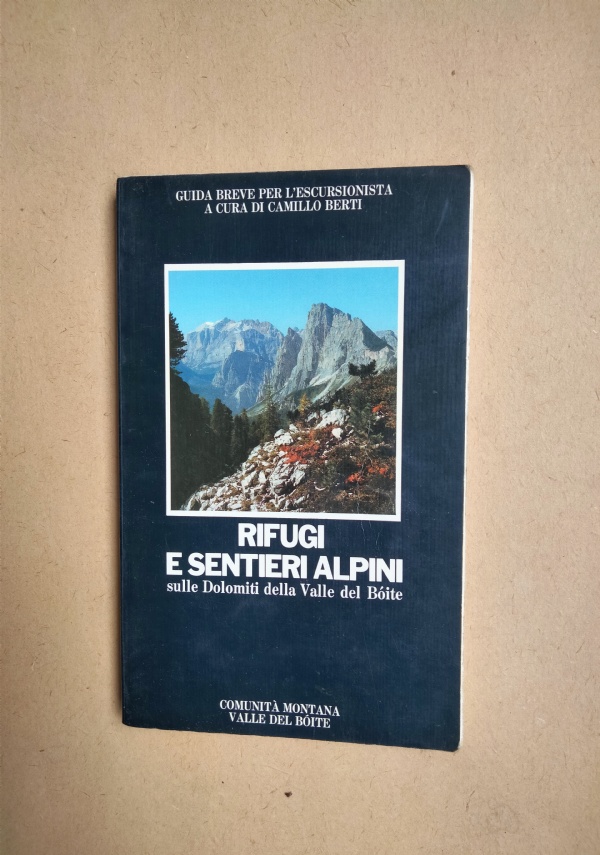 GUIDA BREVE PER L'ESCURSIONISTA
A CURA DI CAMILLO BERTI
RIFUGI
E SENTIERI ALPINI
sulle Dolomiti della Valle del Bóite
COMUNITÀ MONTANA
VALLE DEL BÓITE